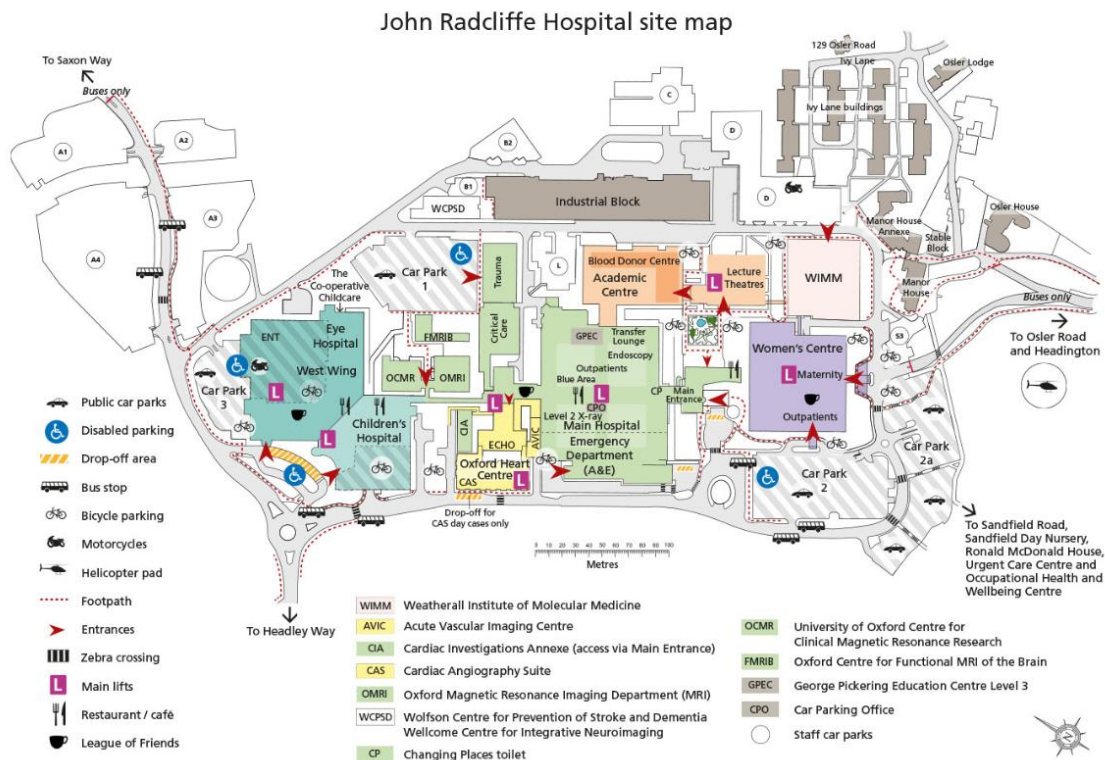 John Radcliffe Hospital site map
To Saxon Way
Buses only
A1
A2
A3
A4
B2
B1
C
D
D
129 Osler Road
Ivy Lane
Osler Lodge
Ivy Lane buildings
WCPSD
Industrial Block
Manor House
Annexe
Osler House
Stable
Block
Manor
House
Buses only
To Osler Road
and Headington
The
Co-operative
Childcare
Car Park
1
Trauma
L
Blood Donor Centre
Academic
Centre
L
Lecture
Theatres
WIMM
S3
ENT
Eye
Hospital
West Wing
L
Car Park
3
FMRIB
Critical
Care
OCMR
OMRI
GPEC
Transfer
Lounge
Endoscopy
Outpatients
Blue Area
L
CPO
Level 2 X-ray
CP
Main
Entrance
Women's Centre
L
Maternity
Outpatients
Children's
Hospital
L
L
CIA
ECHO
AVIC
Main Hospital
Emergency
Department
(A&E)
Oxford Heart
Centre
CAS
L
Drop-off for
CAS day cases only
Car Park
2
Car Park
2a
To Sandfield Road,
Sandfield Day Nursery,
Ronald McDonald House,
Urgent Care Centre and
Occupational Health and
Wellbeing Centre
To Headley Way
0 10 20 30 40 50 60 70 80 90 100
Metres
Public car parks
Disabled parking
Drop-off area
Bus stop
Bicycle parking
Motorcycles
Helicopter pad
Footpath
Entrances
Zebra crossing
L Main lifts
Restaurant / café
League of Friends
WIMM Weatherall Institute of Molecular Medicine
AVIC Acute Vascular Imaging Centre
CIA Cardiac Investigations Annexe (access via Main Entrance)
CAS Cardiac Angiography Suite
OMRI Oxford Magnetic Resonance Imaging Department (MRI)
WCPSD Wolfson Centre for Prevention of Stroke and Dementia
Wellcome Centre for Integrative Neuroimaging
CP Changing Places toilet
OCMR University of Oxford Centre for
Clinical Magnetic Resonance Research
FMRIB Oxford Centre for Functional MRI of the Brain
GPEC George Pickering Education Centre Level 3
CPO Car Parking Office
Staff car parks